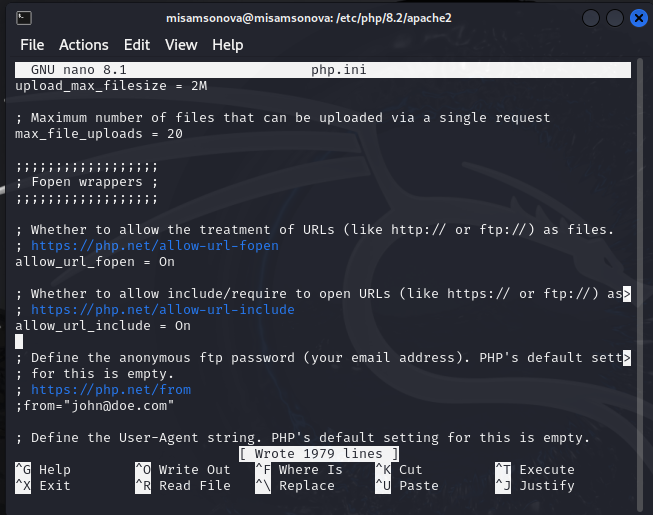 misamsonova@misamsonova: /etc/php/8.2/apache2
File Actions Edit View Help
GNU nano 8.1 php.ini
upload_max_filesize = 2M
; Maximum number of files that can be uploaded via a single request
max_file_uploads = 20
;;;;;;;;;;;;;;;;;;
; Fopen wrappers ;
;;;;;;;;;;;;;;;;;;
; Whether to allow the treatment of URLs (like http:// or ftp://) as files.
; https://php.net/allow-url-fopen
allow_url_fopen = On
; Whether to allow include/require to open URLs (like https:// or ftp://) as>
; https://php.net/allow-url-include
allow_url_include = On
; Define the anonymous ftp password (your email address). PHP's default sett>
; for this is empty.
; https://php.net/from
;from="john@doe.com"
; Define the User-Agent string. PHP's default setting for this is empty.
[ Wrote 1979 lines ]
^G Help ^O Write Out ^F Where Is ^K Cut ^T Execute
^X Exit ^R Read File ^\ Replace ^U Paste ^J Justify